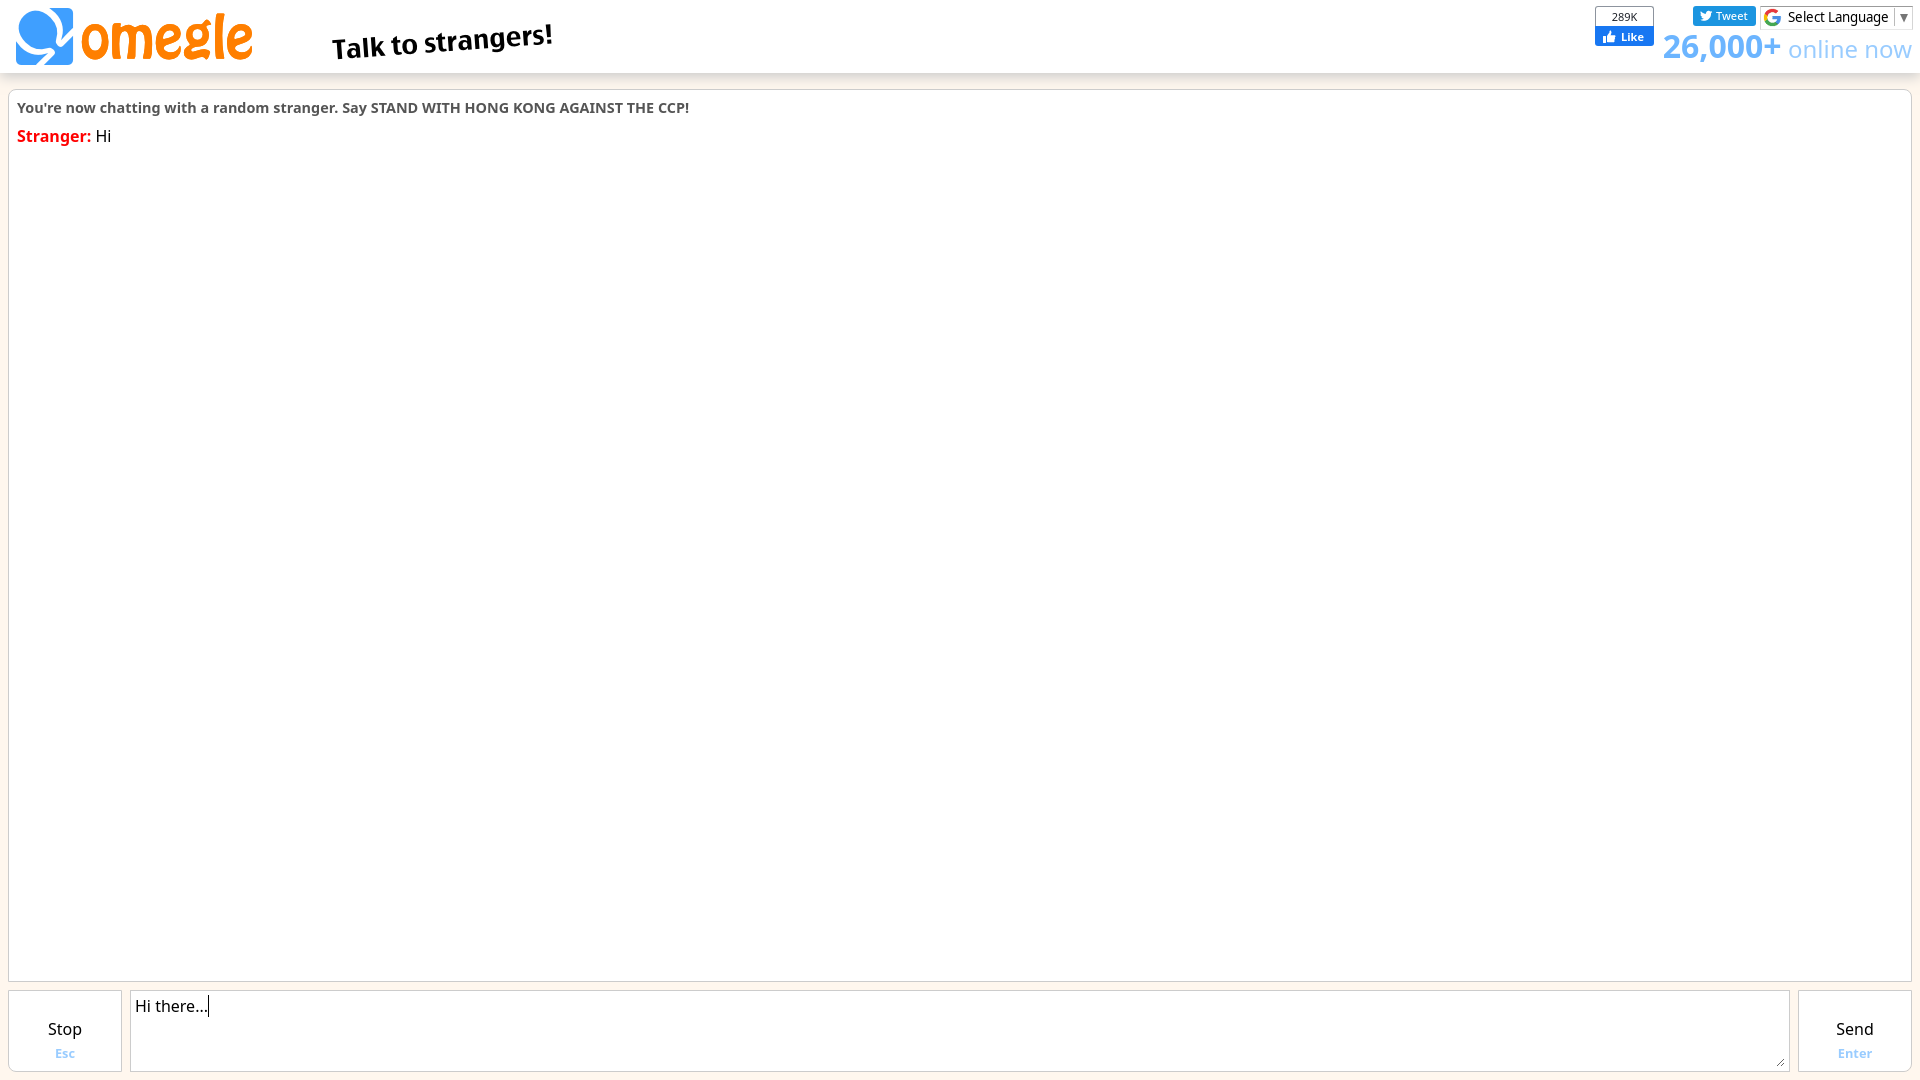 omegle
Talk to strangers!
289K
Like
Tweet
Select Language ▼
26,000+ online now
You're now chatting with a random stranger. Say STAND WITH HONG KONG AGAINST THE CCP!
Stranger: Hi
Stop
Esc
Hi there...
Send
Enter